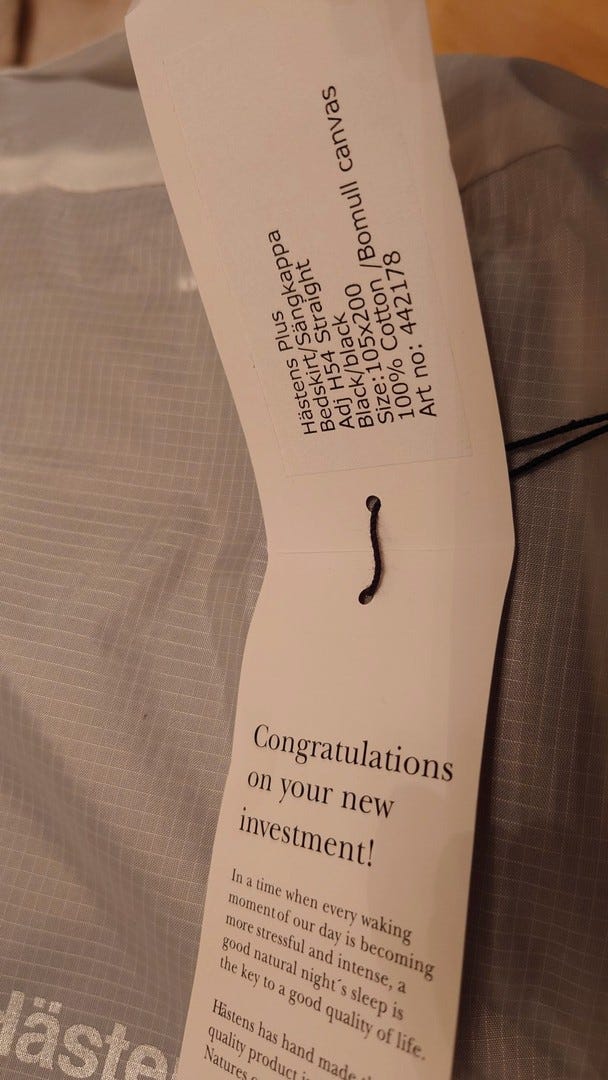 Hästens Plus
Bedskirt/Sängkappa
Adj H54 Straight
Black/black
Size:105x200
100% Cotton /Bomull canvas
Art no: 442178
Congratulations
on your new
investment!
In a time when every waking
moment of our day is becoming
more stressful and intense, a
good natural night´s sleep is
the key to a good quality of life.
Hästens has hand made
quality product
Natures